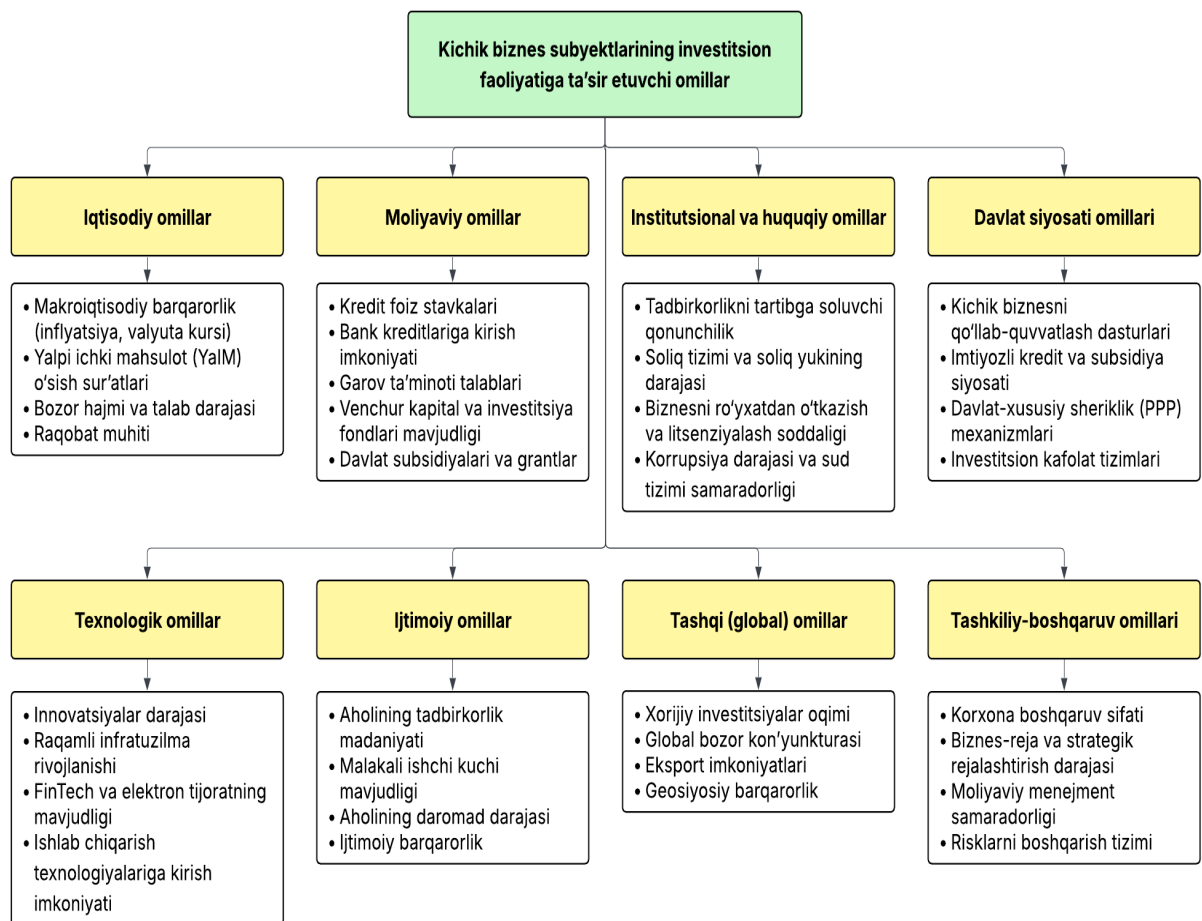 Kichik biznes subyektlarining investitsion
faoliyatiga ta’sir etuvchi omillar
Iqtisodiy omillar
• Makroiqtisodiy barqarorlik
(inflyatsiya, valyuta kursi)
• Yalpi ichki mahsulot (YaIM)
o‘sish sur’atlari
• Bozor hajmi va talab darajasi
• Raqobat muhiti
Moliyaviy omillar
• Kredit foiz stavkalari
• Bank kreditlariga kirish
imkoniyati
• Garov ta’minoti talablari
• Venchur kapital va investitsiya
fondlari mavjudligi
• Davlat subsidiyalari va grantlar
Institutsional va huquqiy omillar
• Tadbirkorlikni tartibga soluvchi
qonunchilik
• Soliq tizimi va soliq yukining
darajasi
• Biznesni ro‘yxatdan o‘tkazish
va litsenziyalash soddaligi
• Korrupsiya darajasi va sud
tizimi samaradorligi
Davlat siyosati omillari
• Kichik biznesni
qo‘llab-quvvatlash dasturlari
• Imtiyozli kredit va subsidiya
siyosati
• Davlat-xususiy sheriklik (PPP)
mexanizmlari
• Investitsion kafolat tizimlari
Texnologik omillar
• Innovatsiyalar darajasi
• Raqamli infratuzilma
rivojlanishi
• FinTech va elektron tijoratning
mavjudligi
• Ishlab chiqarish
texnologiyalariga kirish
imkoniyati
Ijtimoiy omillar
• Aholining tadbirkorlik
madaniyati
• Malakali ishchi kuchi
mavjudligi
• Aholining daromad darajasi
• Ijtimoiy barqarorlik
Tashqi (global) omillar
• Xorijiy investitsiyalar oqimi
• Global bozor kon’yunkturasi
• Eksport imkoniyatlari
• Geosiyosiy barqarorlik
Tashkiliy-boshqaruv omillari
• Korxona boshqaruv sifati
• Biznes-reja va strategik
rejalashtirish darajasi
• Moliyaviy menejment
samaradorligi
• Risklarni boshqarish tizimi